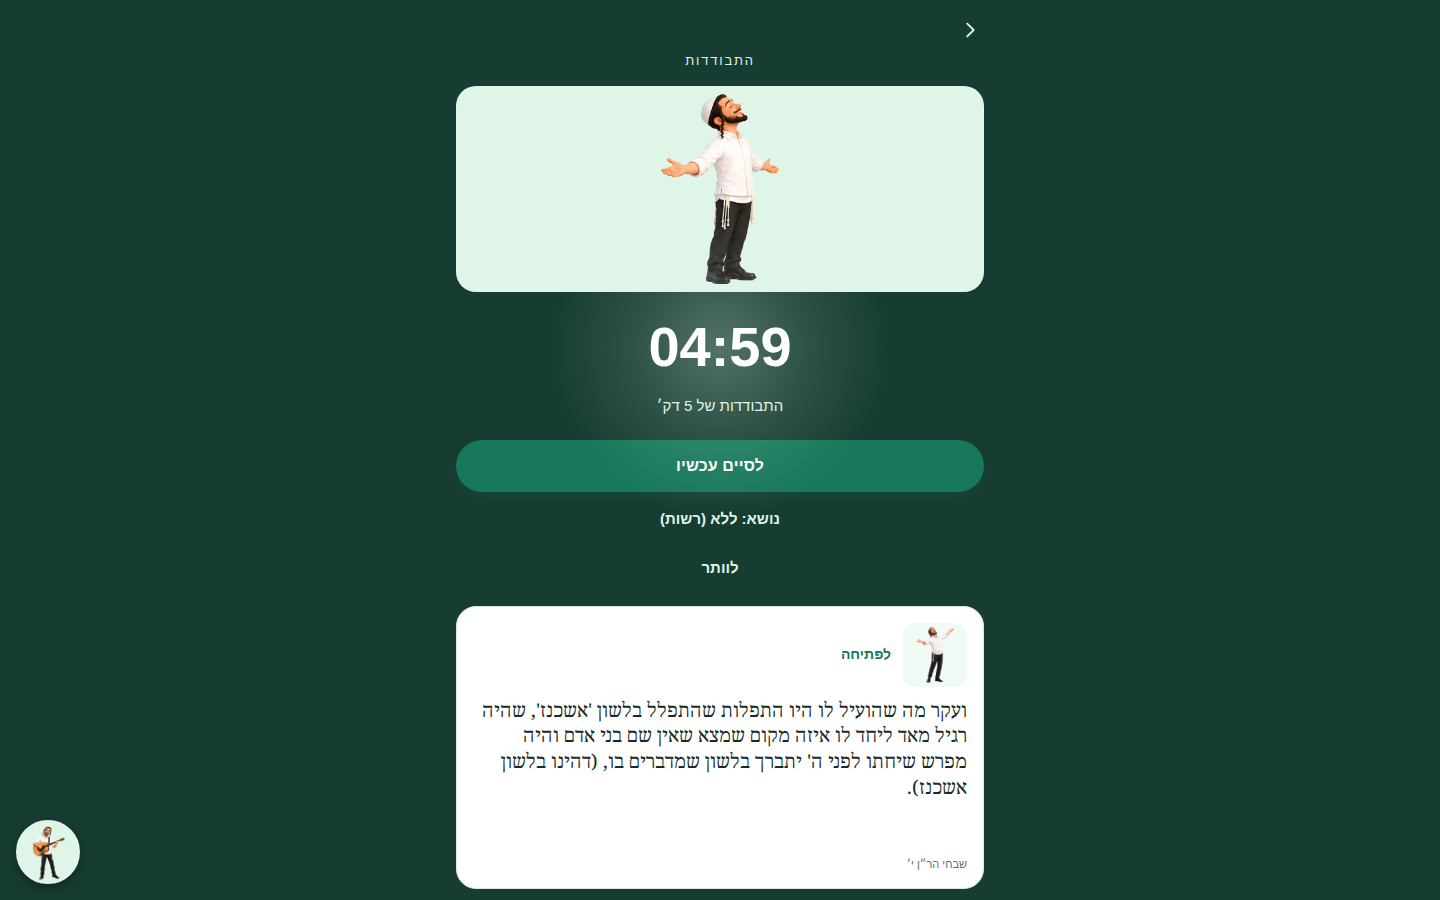 התבודדות
04:59
התבודדות של 5 דק׳
לסיים עכשיו
נושא: ללא (רשות)
לוותר
לפתיחה
ועקר מה שהועיל לו היו התפלות שהתפלל בלשון 'אשכנז', שהיה
רגיל מאד ליחד לו איזה מקום שמצא שאין שם בני אדם והיה
מפרש שיחתו לפני ה' יתברך בלשון שמדברים בו, (דהינו בלשון
אשכנז).
שבחי הר״ן י׳